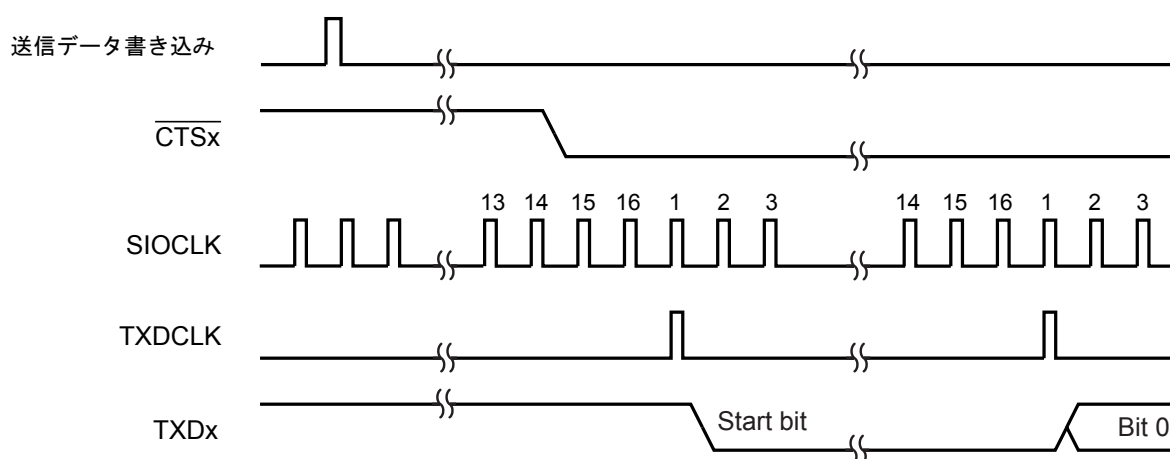 送信データ書き込み
CTSx
13 14 15 16 1 2 3 14 15 16 1 2 3
SIOCLK
TXDCLK
TXDx
Start bit
Bit 0